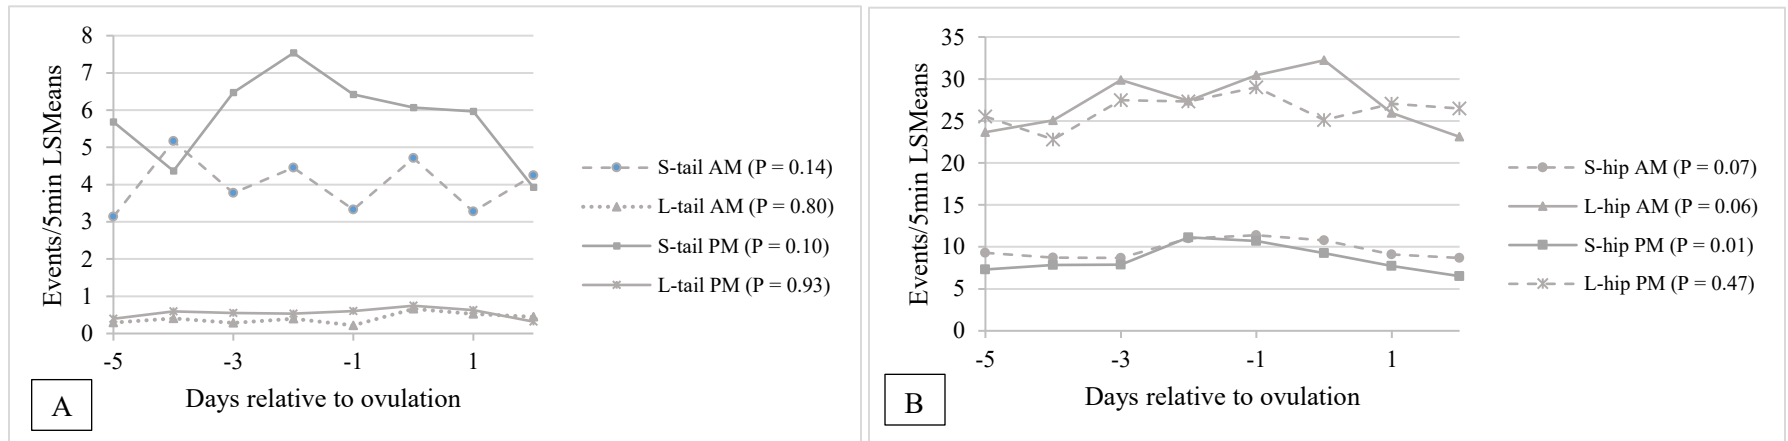 Events/5min LSMeans
8
7
6
5
4
3
2
1
0
-5
-3
-1
1
Days relative to ovulation
S-tail AM (P = 0.14)
L-tail AM (P = 0.80)
S-tail PM (P = 0.10)
L-tail PM (P = 0.93)
A
Events/5min LSMeans
35
30
25
20
15
10
5
0
-5
-3
-1
1
Days relative to ovulation
S-hip AM (P = 0.07)
L-hip AM (P = 0.06)
S-hip PM (P = 0.01)
L-hip PM (P = 0.47)
B